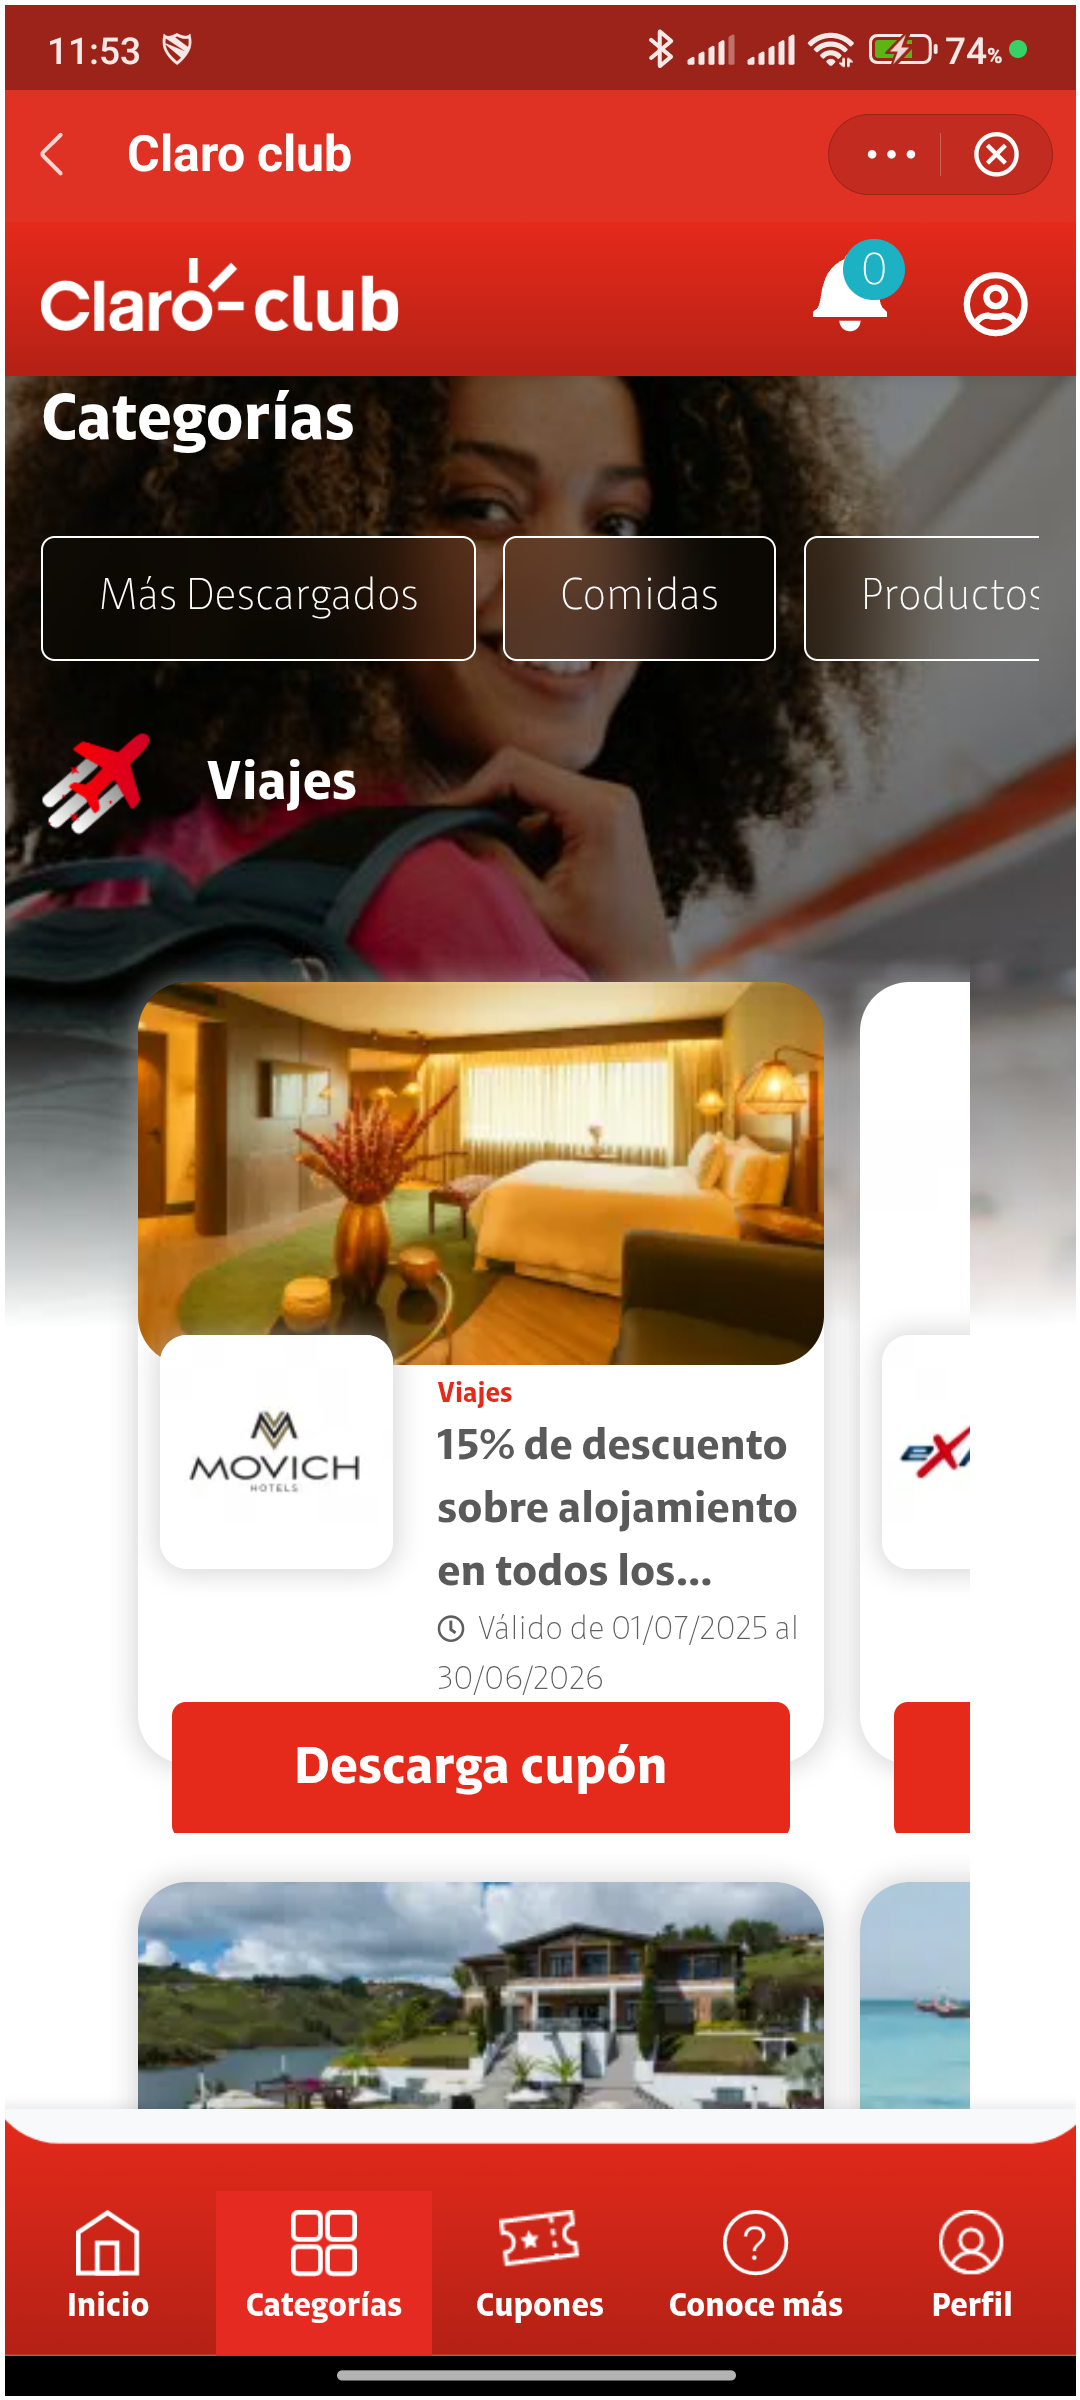 11:53
74%
Claro club
Claro-club
0
Categorías
Más Descargados
Comidas
Productos
Viajes
MOVICH
HOTELS
Viajes
15% de descuento
sobre alojamiento
en todos los...
Válido de 01/07/2025 al
30/06/2026
Descarga cupón
Inicio
Categorías
Cupones
Conoce más
Perfil